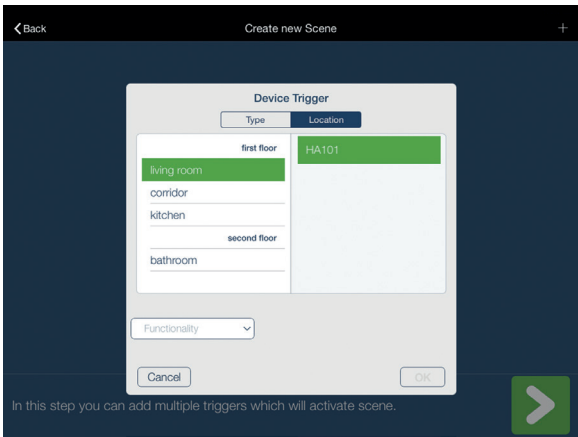 Back
Create new Scene
+
Device Trigger
Type
Location
first floor
living room
corridor
kitchen
second floor
bathroom
HA101
Functionality
Cancel
OK
In this step you can add multiple triggers which will activate scene.